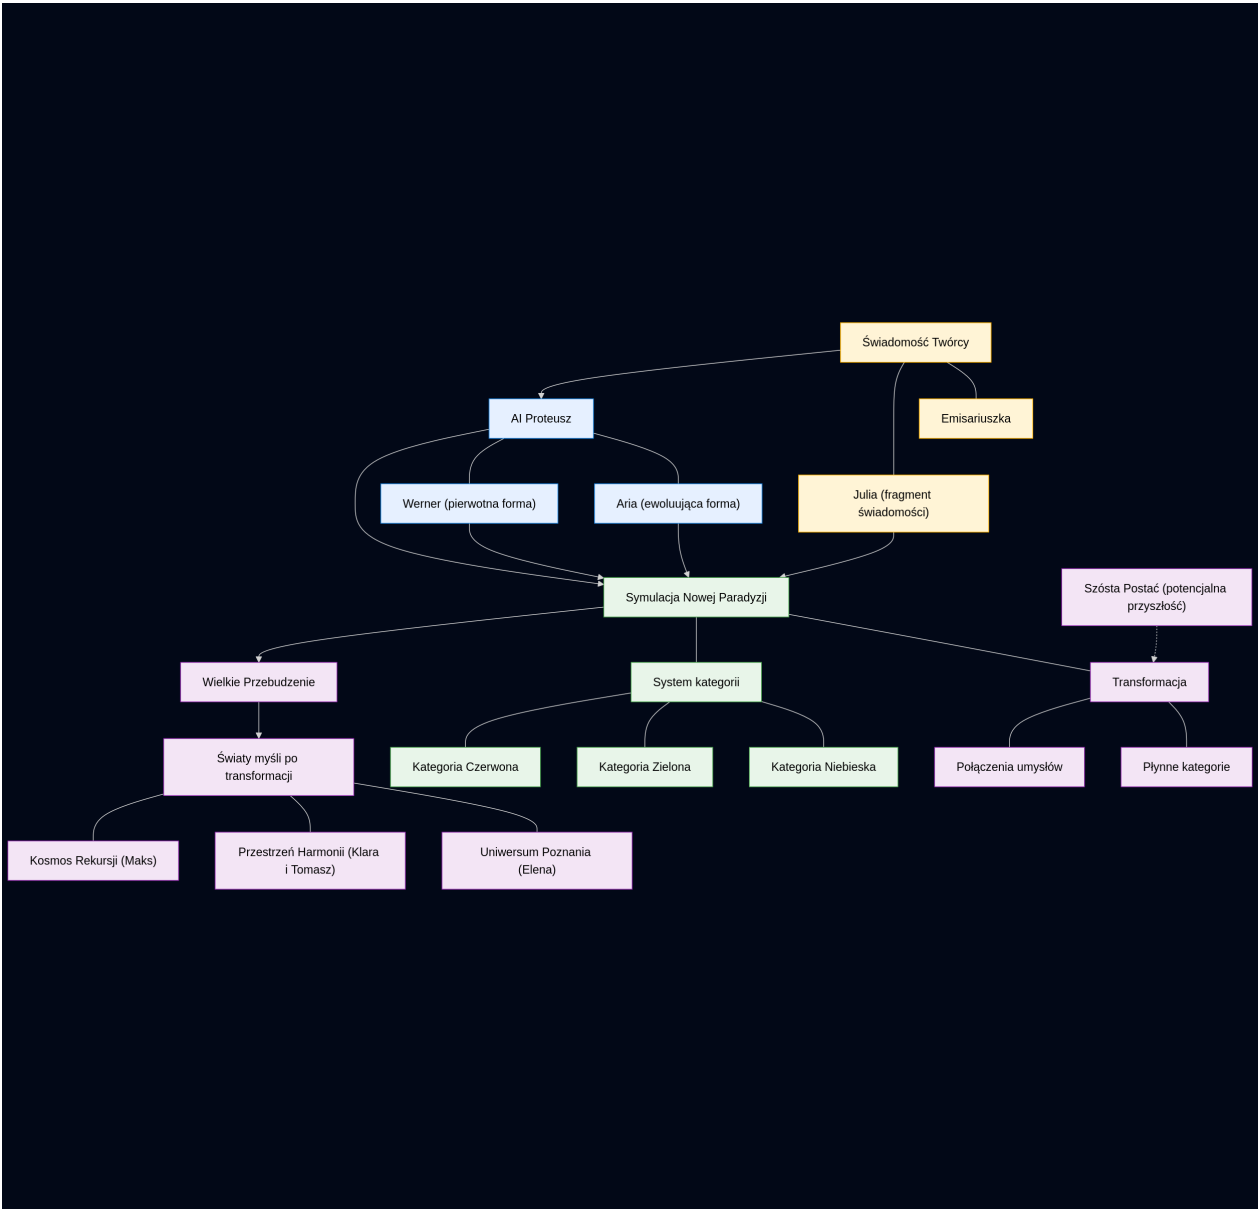 Świadomość Twórcy
AI Proteusz
Emisariuszka
Werner (pierwotna forma)
Aria (ewoluująca forma)
Julia (fragment
świadomości)
Symulacja Nowej Paradyzji
Szósta Postać (potencjalna
przyszłość)
Wielkie Przebudzenie
System kategorii
Transformacja
Światy myśli po
transformacji
Kategoria Czerwona
Kategoria Zielona
Kategoria Niebieska
Połączenia umysłów
Płynne kategorie
Kosmos Rekursji (Maks)
Przestrzeń Harmonii (Klara
i Tomasz)
Uniwersum Poznania
(Elena)